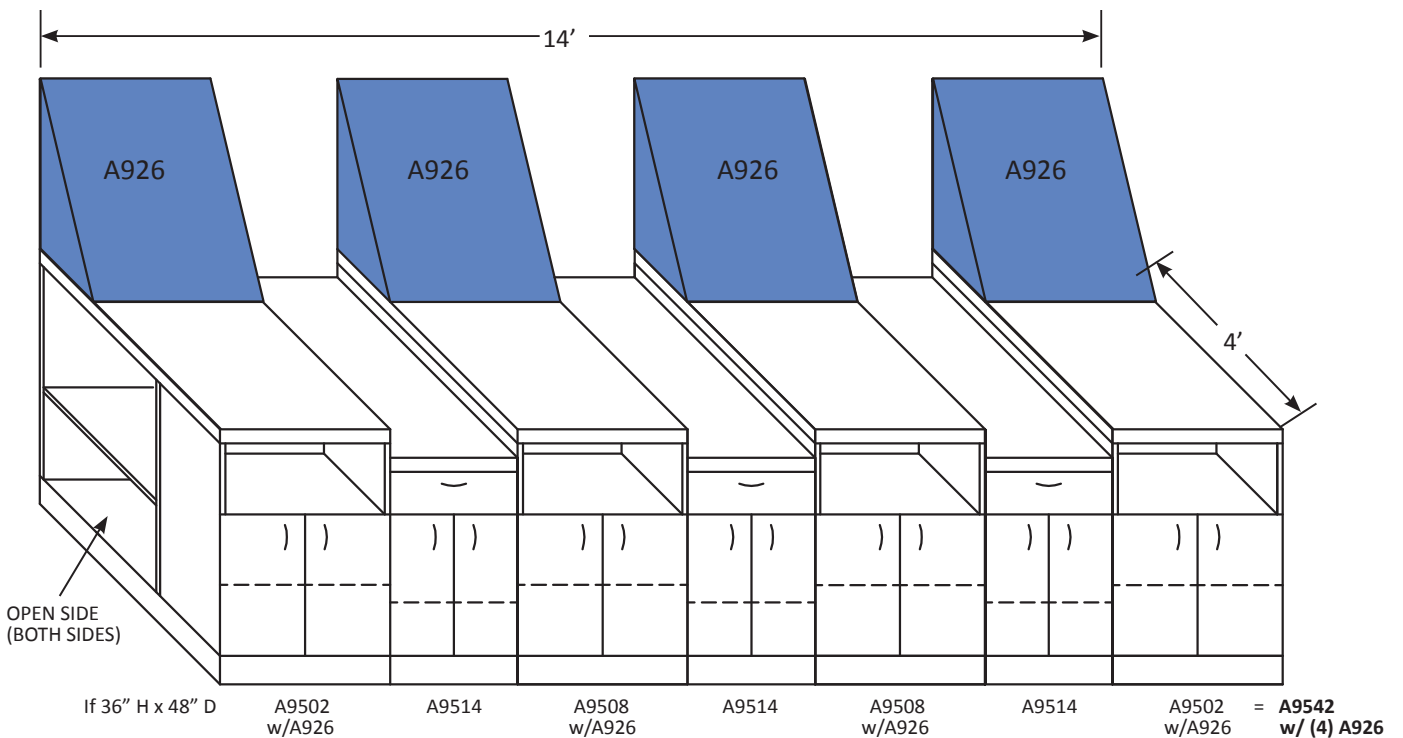 14’
A926
A926
A926
A926
4’
OPEN SIDE
(BOTH SIDES)
If 36” H x 48” D
A9502
w/A926
A9514
A9508
w/A926
A9514
A9508
w/A926
A9514
A9502
w/A926
= A9542
w/ (4) A926